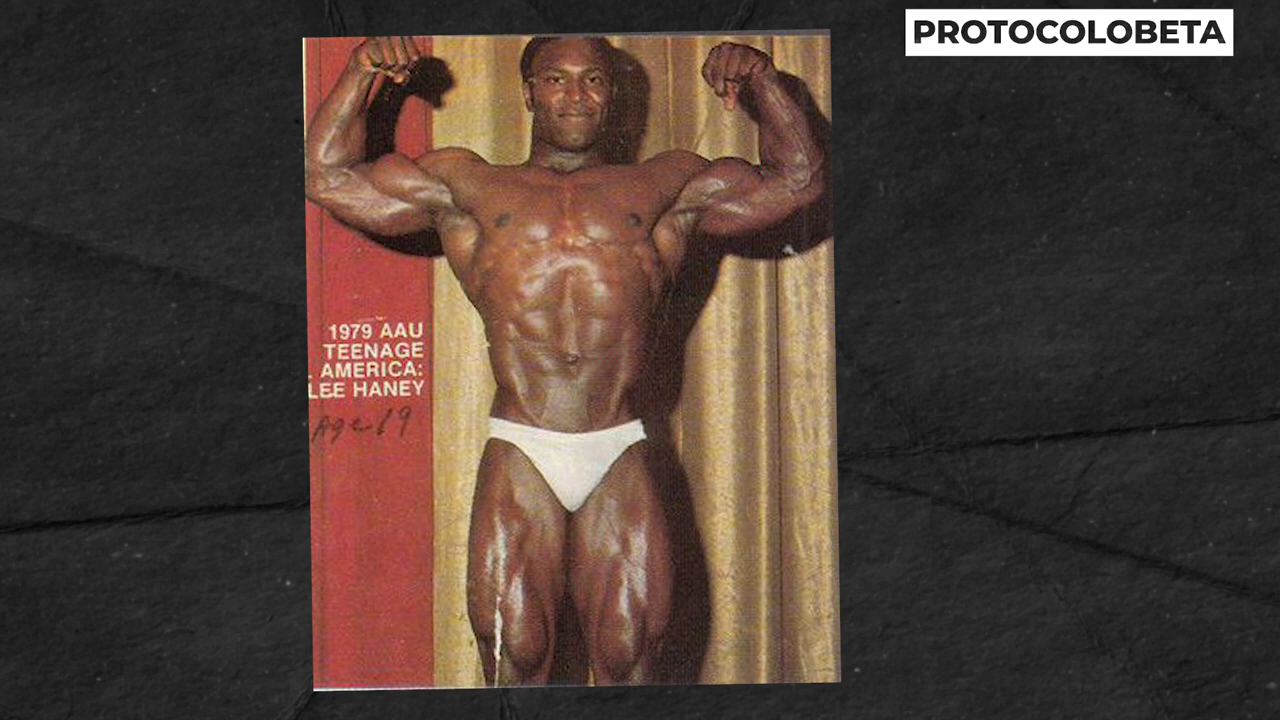 PROTOCOLOBETA
1979 AAU
TEENAGE
. AMERICA:
LEE HANEY
Age 19